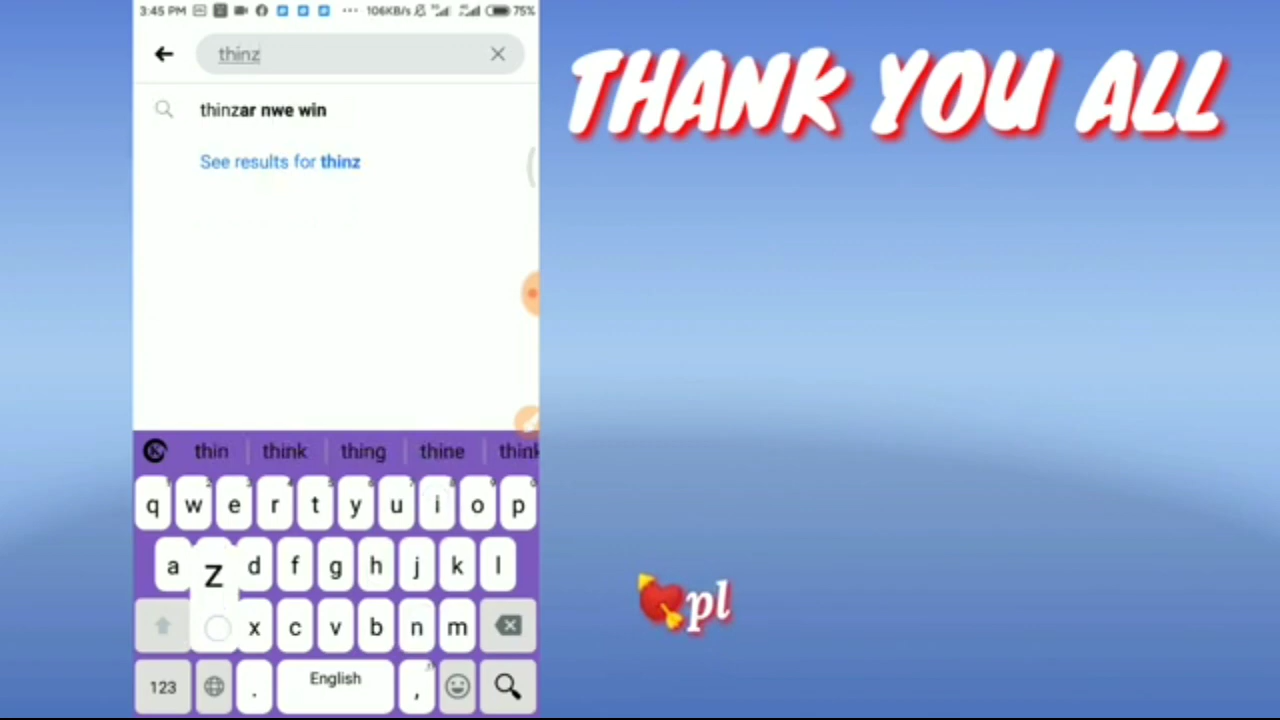 3:45 PM ... 106KB/s 75%
thinz
thinzar nwe win
See results for thinz
THANK YOU ALL
thin think thing thine think
q w e r t y u i o p
a z d f g h j k l
x c v b n m
123 . English ,
pl